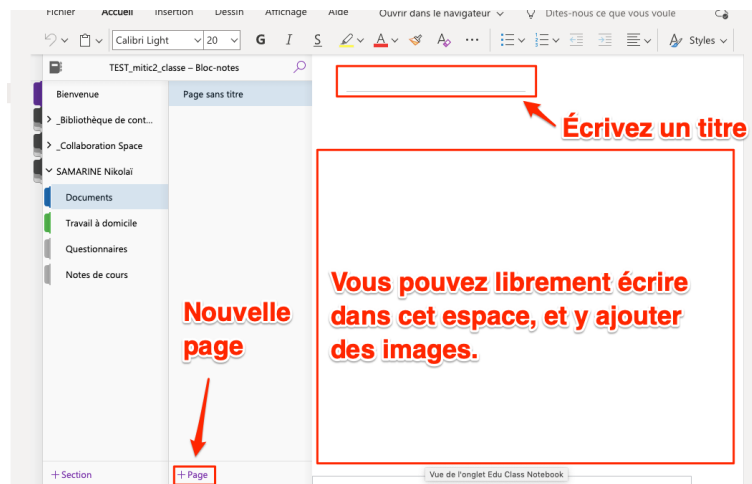 Fichier Accueil Insertion Dessin Affichage Aide Ouvrir dans le navigateur Dites-nous ce que vous voule
Calibri Light 20 G I S A A ... Styles
TEST_mitic2_classe – Bloc-notes
Bienvenue
Page sans titre
_Bibliothèque de cont...
_Collaboration Space
SAMARINE Nikolaï
Documents
Travail à domicile
Questionnaires
Notes de cours
Écrivez un titre
Vous pouvez librement écrire
dans cet espace, et y ajouter
des images.
Nouvelle
page
+ Section
+ Page
Vue de l'onglet Edu Class Notebook